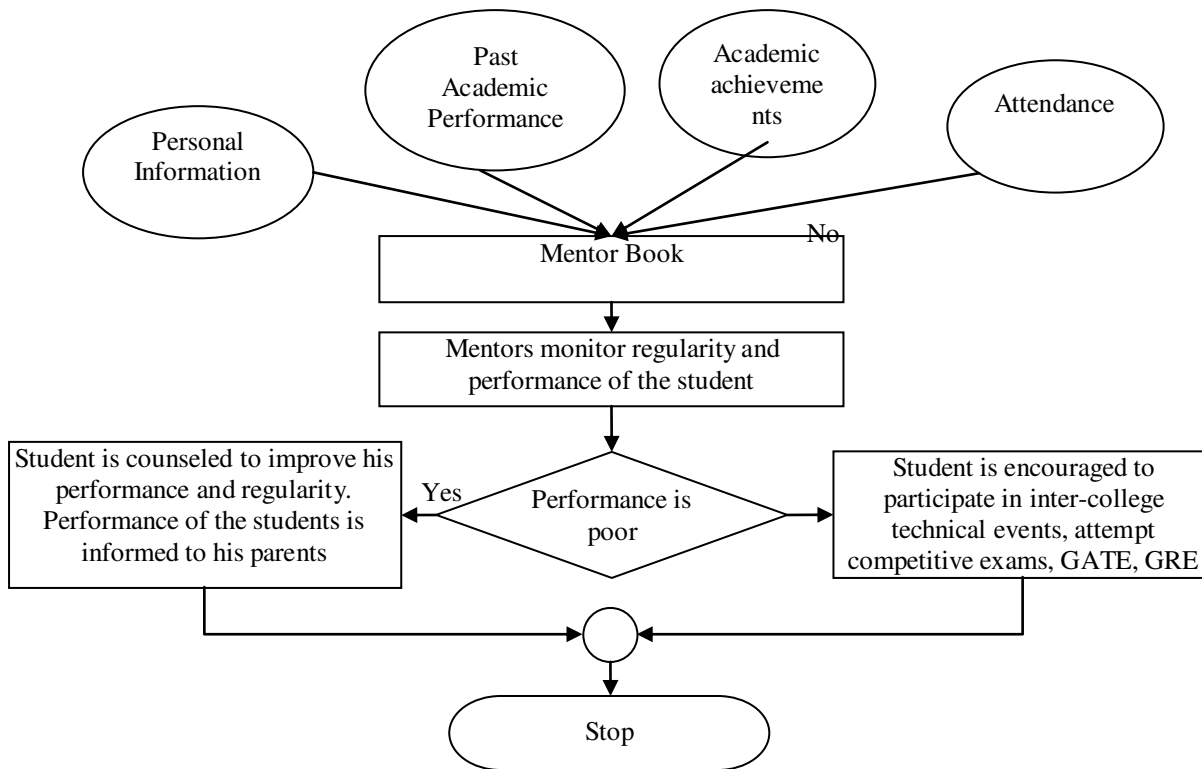 Past
Academic
Performance
Academic
achieveme
nts
Attendance
Personal
Information
No
Mentor Book
Mentors monitor regularity and
performance of the student
Student is counseled to improve his
performance and regularity.
Performance of the students is
informed to his parents
Yes
Performance is
poor
Student is encouraged to
participate in inter-college
technical events, attempt
competitive exams, GATE, GRE
Stop